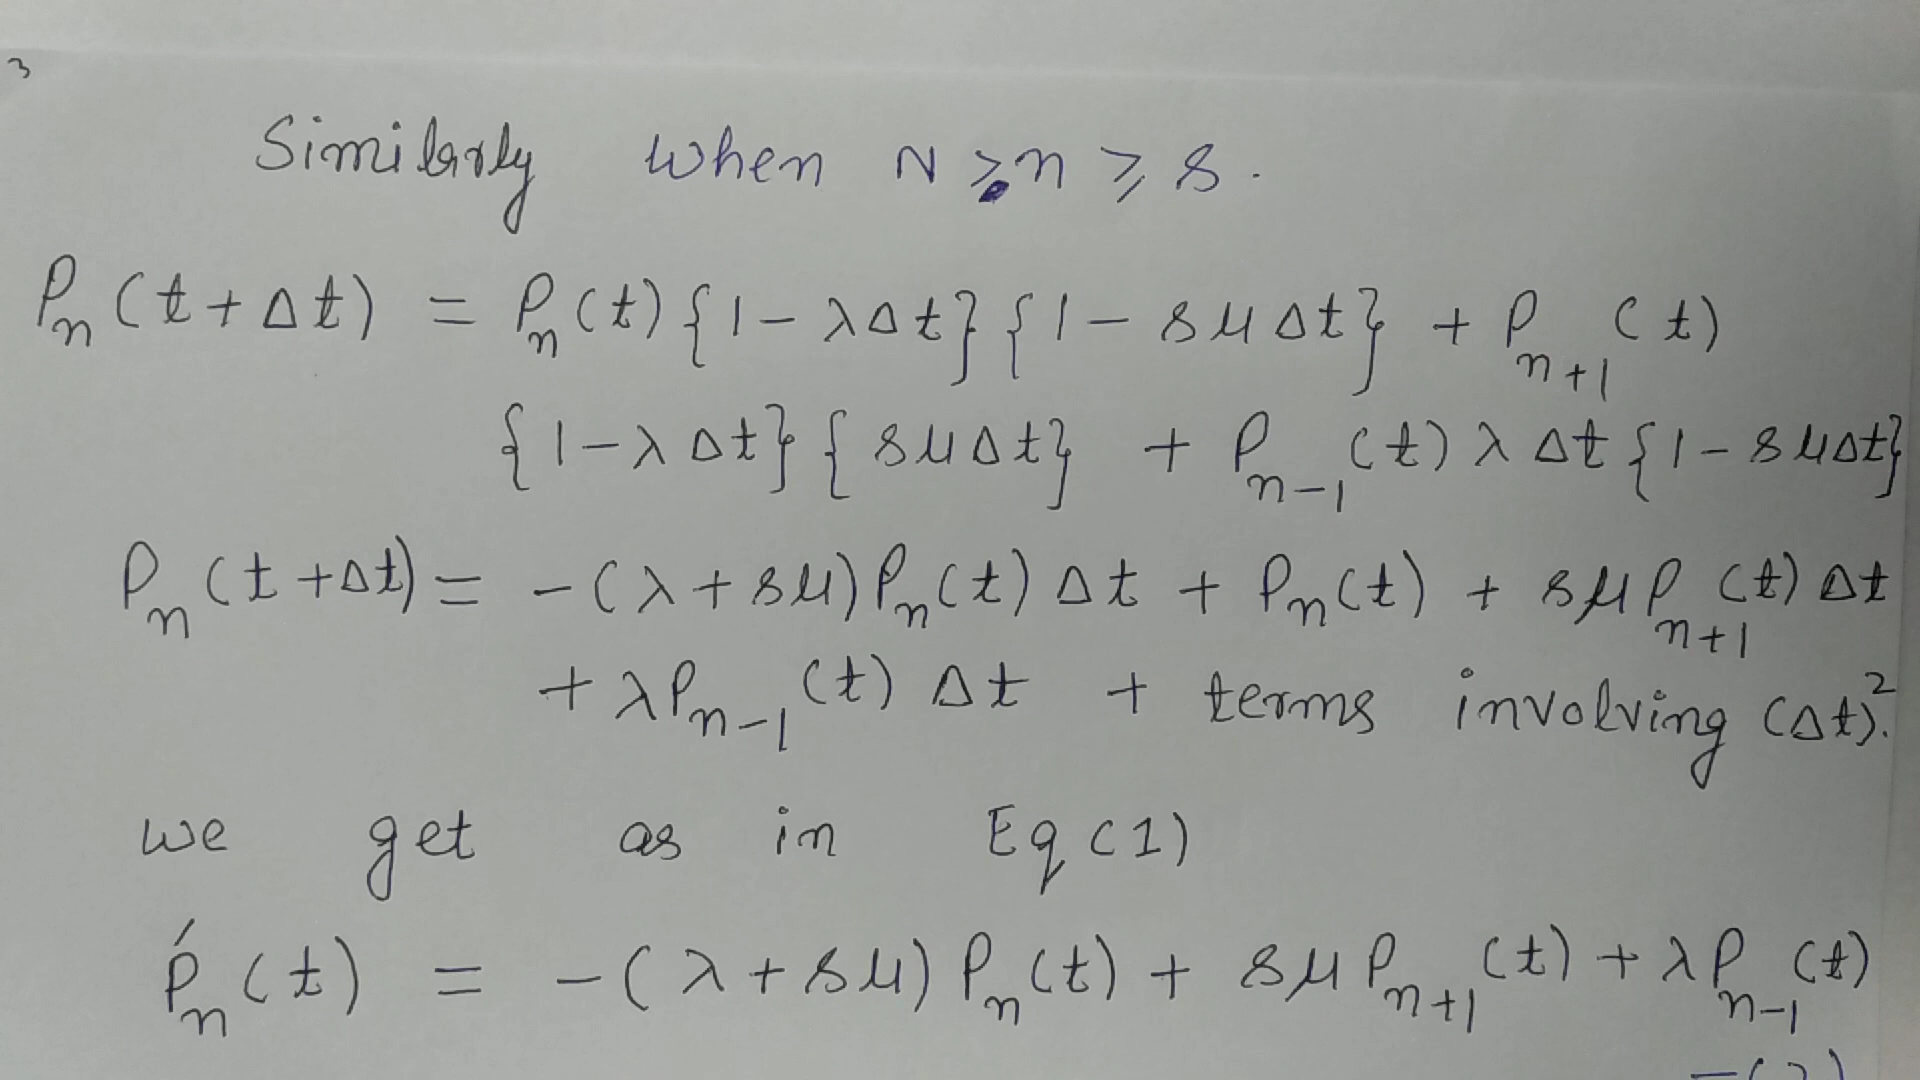 3
Similarly when N ≥ n ≥ s.
Pₙ(t+Δt) = Pₙ(t){1-λΔt}{1-sμΔt} + Pₙ₊₁(t)
{1-λΔt}{sμΔt} + Pₙ₋₁(t)λΔt{1-sμΔt}
Pₙ(t+Δt) = -(λ+sμ)Pₙ(t)Δt + Pₙ(t) + sμPₙ₊₁(t)Δt
+λPₙ₋₁(t)Δt + terms involving (Δt)².
we get as in Eq(1)
Pₙ́(t) = -(λ+sμ)Pₙ(t) + sμPₙ₊₁(t) + λPₙ₋₁(t)